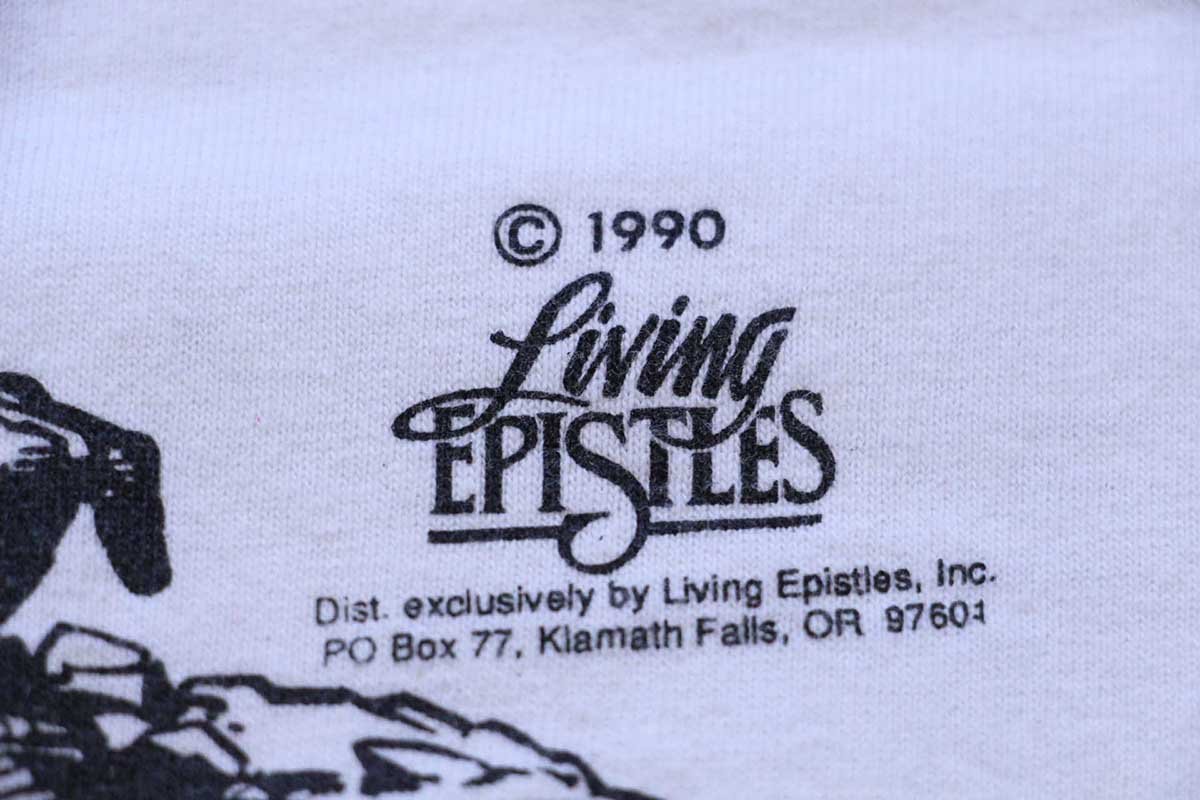 © 1990
Living
EPISTLES
Dist. exclusively by Living Epistles, Inc.
PO Box 77, Klamath Falls, OR 97601